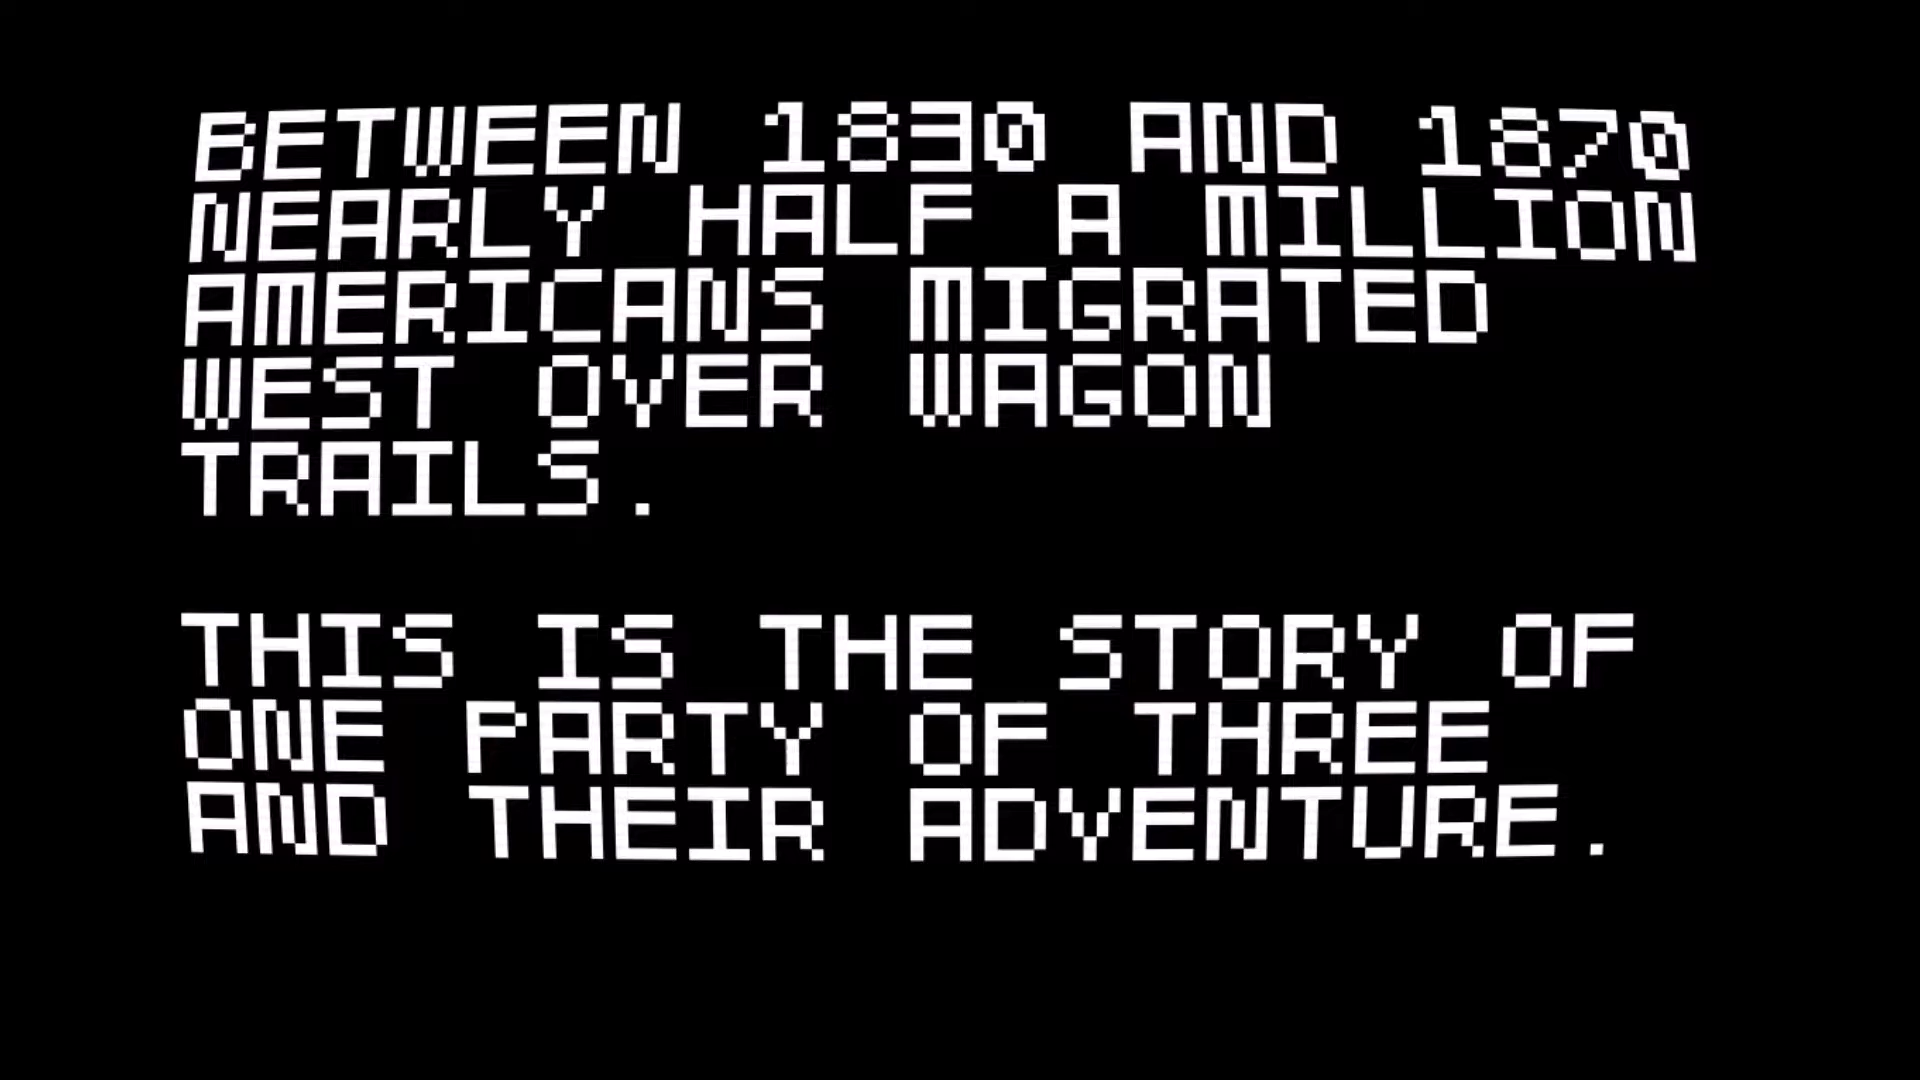 BETWEEN 1830 AND 1870
NEARLY HALF A MILLION
AMERICANS MIGRATED
WEST OVER WAGON
TRAILS.
THIS IS THE STORY OF
ONE PARTY OF THREE
AND THEIR ADVENTURE.